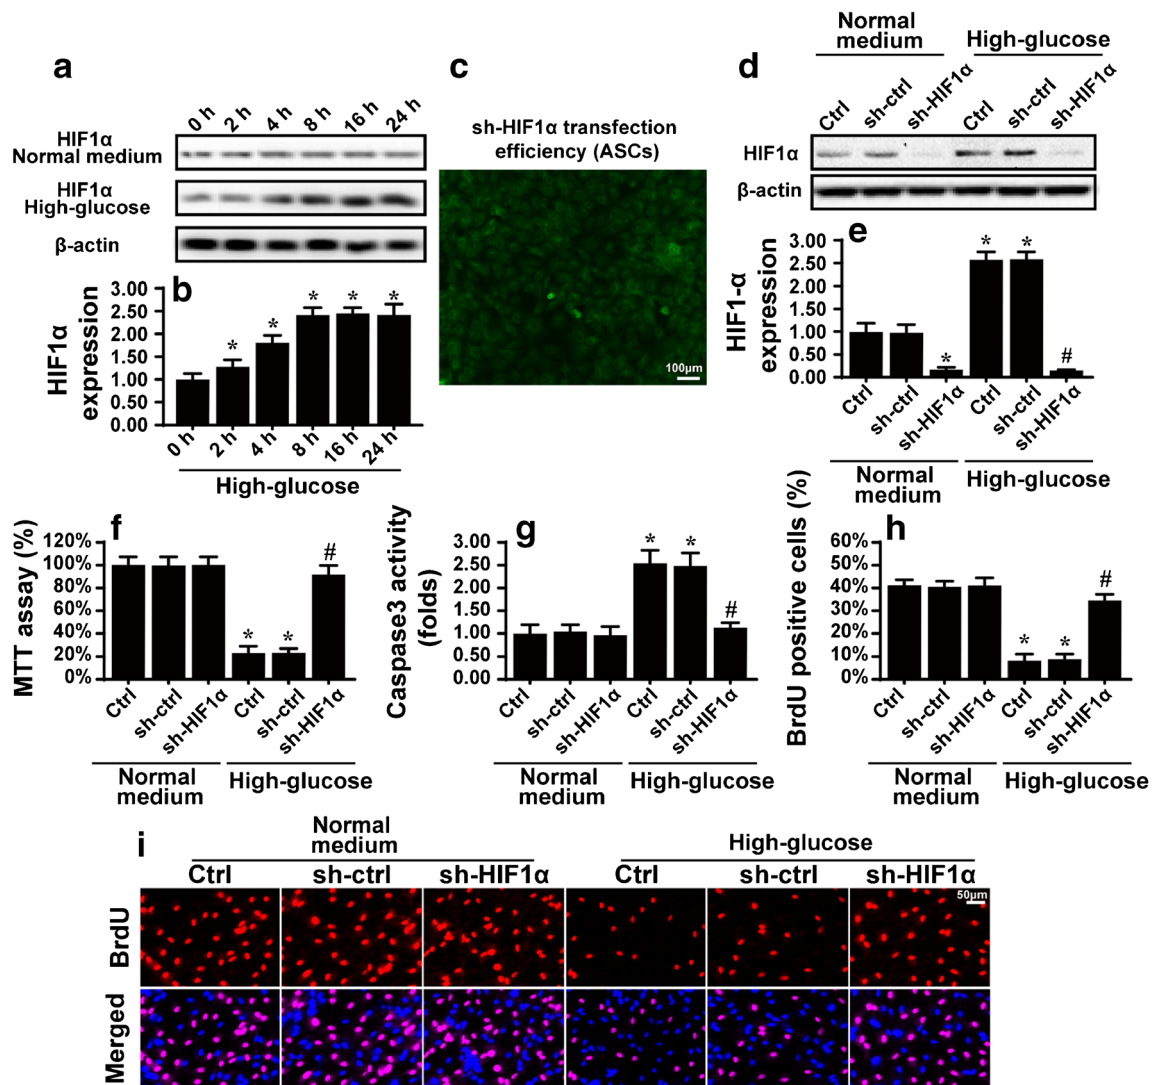 a
0 h 2 h 4 h 8 h 16 h 24 h
HIF1α
Normal medium
HIF1α
High-glucose
β-actin
b
HIF1α
expression
3.00
2.50
2.00
1.50
1.00
0.50
0.00
* * * * *
0 h 2 h 4 h 8 h 16 h 24 h
High-glucose
c
sh-HIF1α transfection
efficiency (ASCs)
100μm
d
Normal
medium
High-glucose
Ctrl sh-ctrl sh-HIF1α Ctrl sh-ctrl sh-HIF1α
HIF1α
β-actin
e
HIF1-α
expression
3.00
2.50
2.00
1.50
1.00
0.50
0.00
* * * #
Ctrl sh-ctrl sh-HIF1α Ctrl sh-ctrl sh-HIF1α
Normal
medium
High-glucose
f
MTT assay (%)
120%
100%
80%
60%
40%
20%
0%
* * #
Ctrl sh-ctrl sh-HIF1α Ctrl sh-ctrl sh-HIF1α
Normal
medium
High-glucose
g
Caspase3 activity
(folds)
3.00
2.50
2.00
1.50
1.00
0.50
0.00
* * #
Ctrl sh-ctrl sh-HIF1α Ctrl sh-ctrl sh-HIF1α
Normal
medium
High-glucose
h
BrdU positive cells (%)
60%
50%
40%
30%
20%
10%
0%
* * #
Ctrl sh-ctrl sh-HIF1α Ctrl sh-ctrl sh-HIF1α
Normal
medium
High-glucose
i
Normal
medium
High-glucose
Ctrl sh-ctrl sh-HIF1α Ctrl sh-ctrl sh-HIF1α
BrdU
50μm
Merged